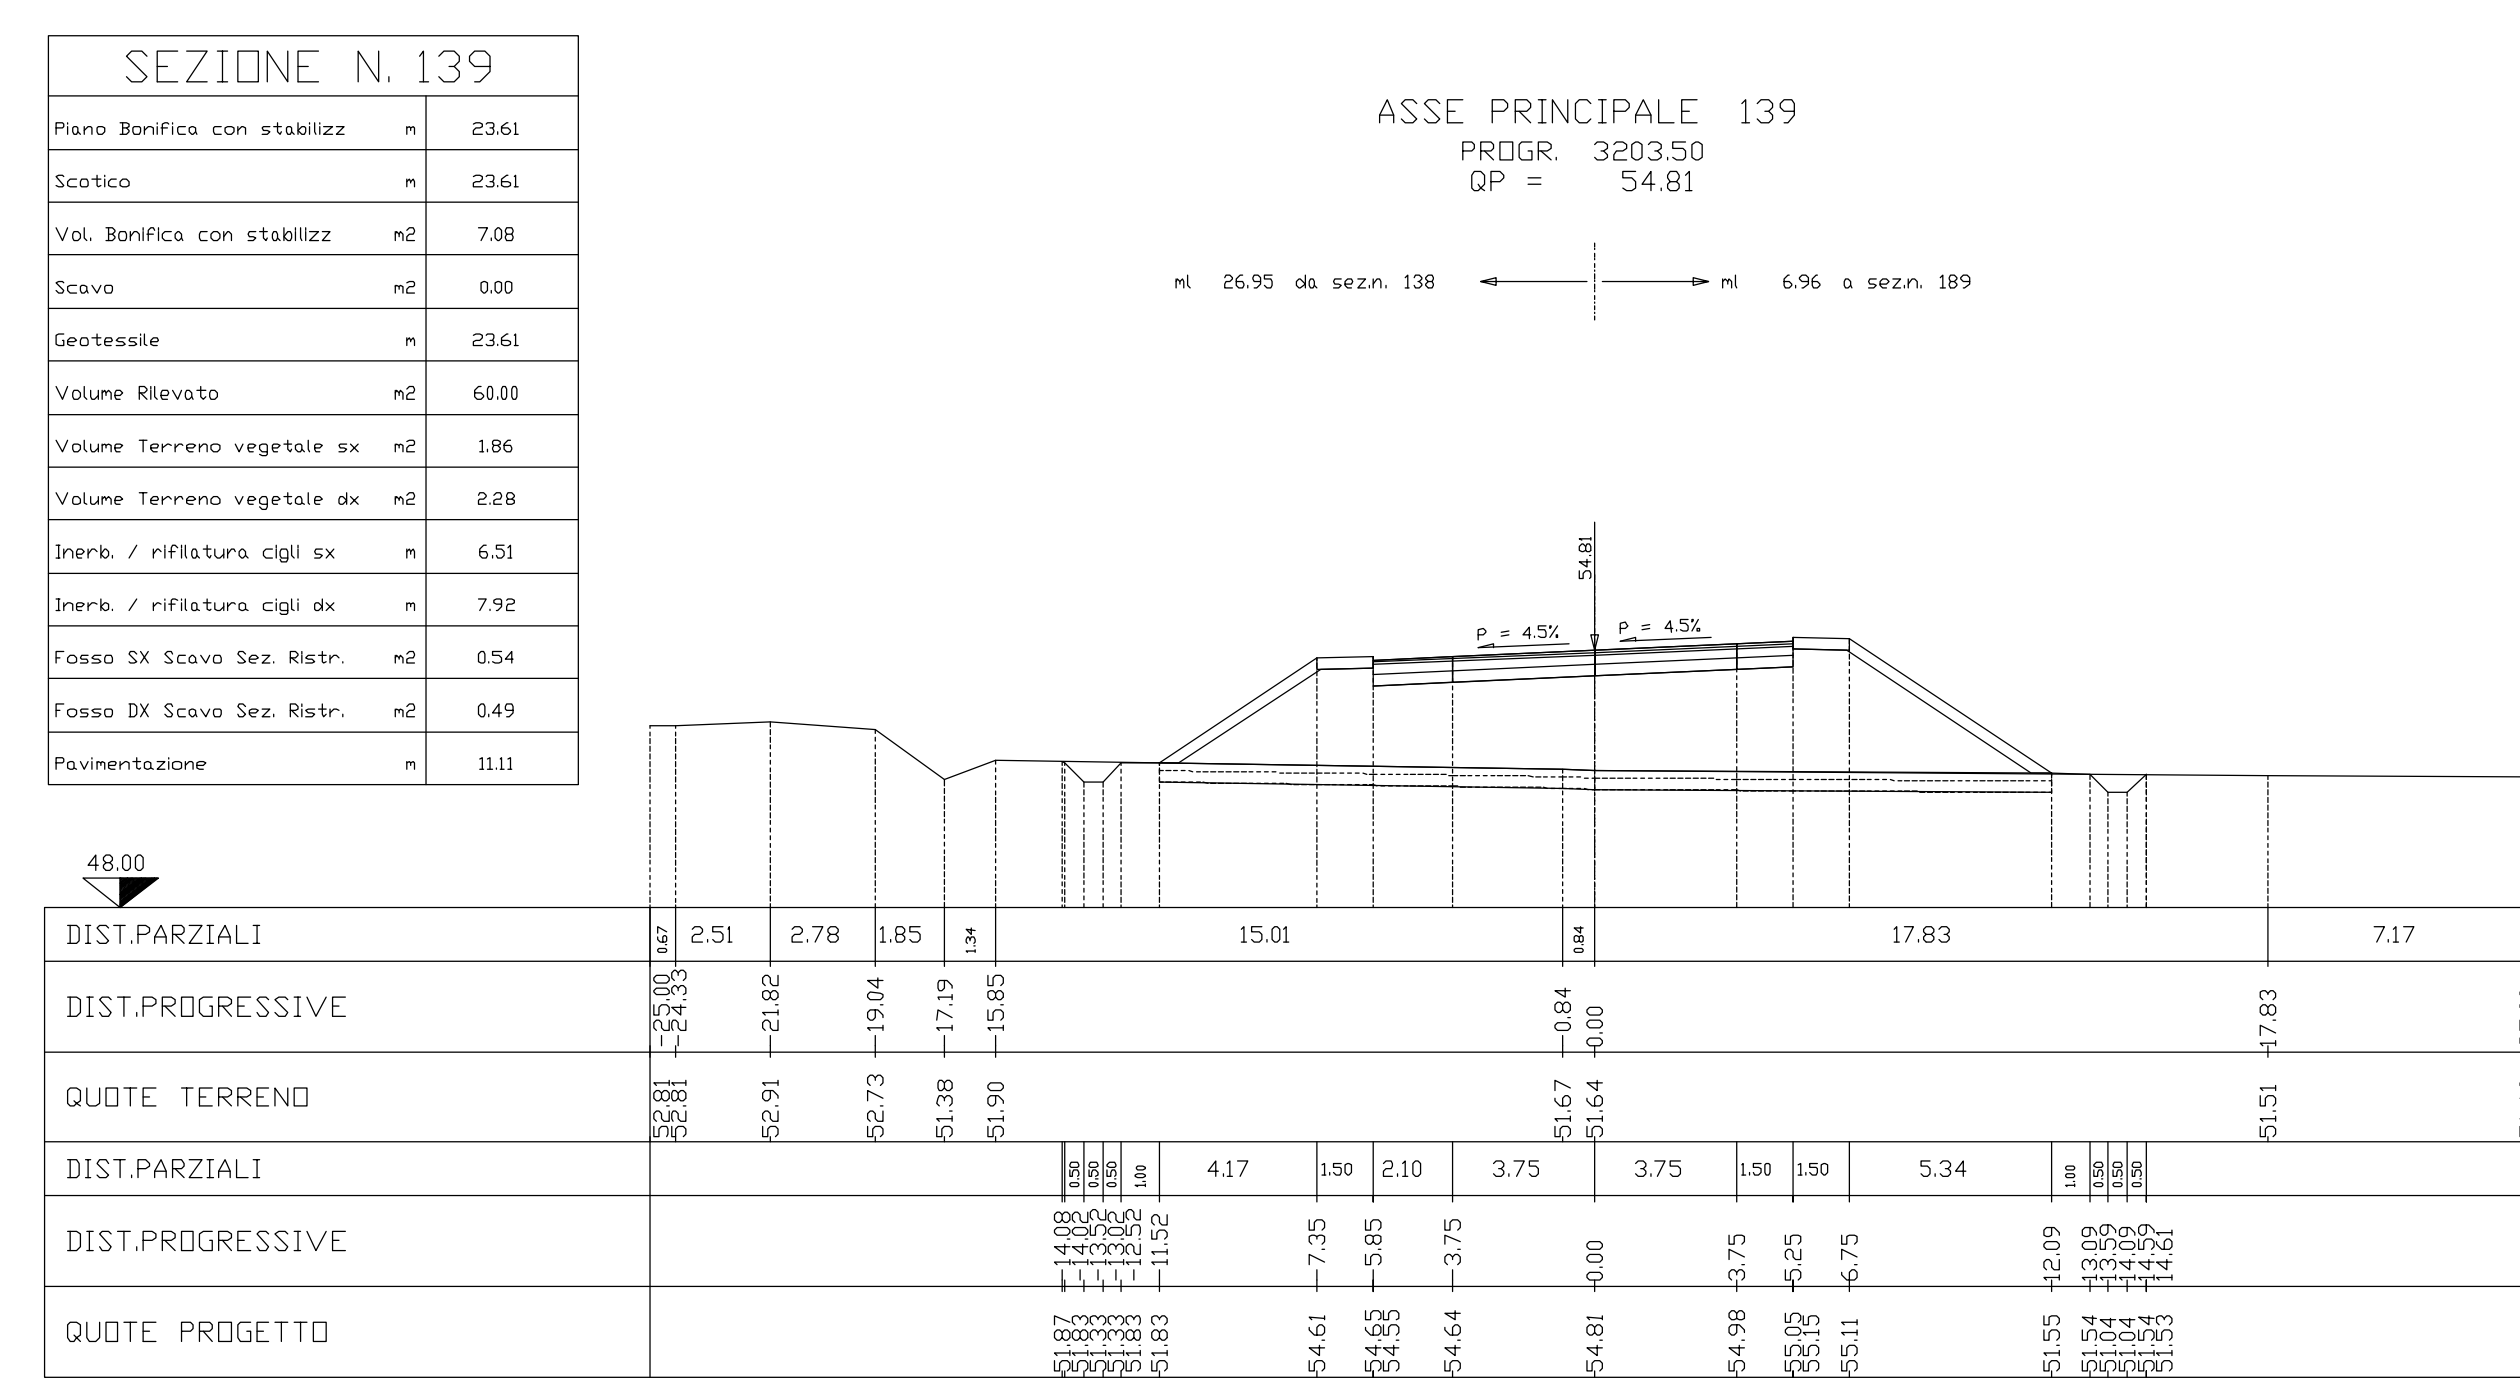 SEZIONE N. 139
Piano Bonifica con stabilizz m 23.61
Scotico m 23.61
Vol. Bonifica con stabilizz m2 7.08
Scavo m2 0.00
Geotessile m 23.61
Volume Rilevato m2 60.00
Volume Terreno vegetale sx m2 1.86
Volume Terreno vegetale dx m2 2.28
Inerb. / rifilatura cigli sx m 6.51
Inerb. / rifilatura cigli dx m 7.92
Fosso SX Scavo Sez. Ristr. m2 0.54
Fosso DX Scavo Sez. Ristr. m2 0.49
Pavimentazione m 11.11
ASSE PRINCIPALE 139
PROGR. 3203.50
QP = 54.81
ml 26.95 da sez.n. 138
ml 6.96 a sez.n. 189
54.81
P = 4.5%
P = 4.5%
48.00
DIST.PARZIALI 0.67 2.51 2.78 1.85 1.34 15.01 0.84 17.83 7.17
DIST.PROGRESSIVE -25.00 -24.33 -21.82 -19.04 -17.19 -15.85 -0.84 0.00 17.83
QUOTE TERRENO 52.81 52.81 52.91 52.73 51.38 51.90 51.67 51.64 51.51
DIST.PARZIALI 0.50 0.50 0.50 1.00 4.17 1.50 2.10 3.75 3.75 1.50 1.50 5.34 1.00 0.50 0.50 0.50
DIST.PROGRESSIVE -14.08 -14.02 -13.52 -13.02 -12.52 -11.52 -7.35 -5.85 -3.75 0.00 3.75 5.25 6.75 12.09 13.09 13.59 14.09 14.59 14.61
QUOTE PROGETTO 51.87 51.83 51.33 51.33 51.83 51.83 54.61 54.65 54.55 54.64 54.81 54.98 55.05 55.15 55.11 51.55 51.54 51.04 51.04 51.54 51.53